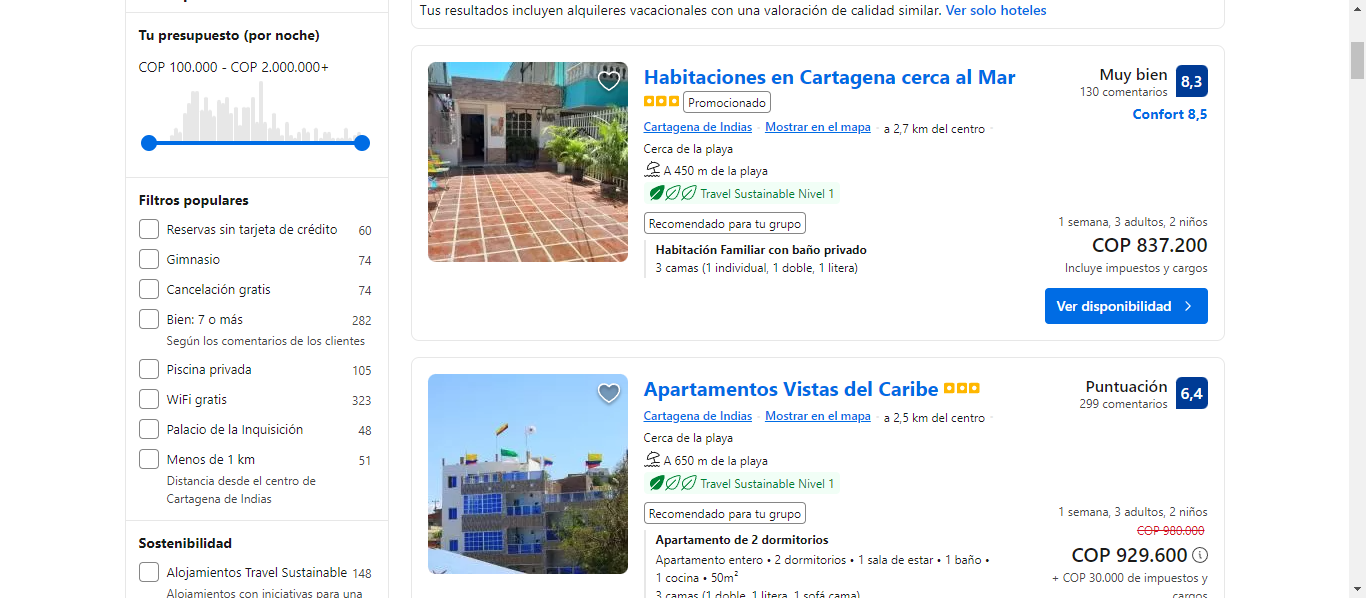 Tus resultados incluyen alquileres vacacionales con una valoración de calidad similar. Ver solo hoteles
Tu presupuesto (por noche)
COP 100.000 - COP 2.000.000+
Filtros populares
Reservas sin tarjeta de crédito 60
Gimnasio 74
Cancelación gratis 74
Bien: 7 o más 282
Según los comentarios de los clientes
Piscina privada 105
WiFi gratis 323
Palacio de la Inquisición 48
Menos de 1 km 51
Distancia desde el centro de
Cartagena de Indias
Sostenibilidad
Alojamientos Travel Sustainable 148
Alojamientos con iniciativas para una
Habitaciones en Cartagena cerca al Mar
Promocionado
Cartagena de Indias · Mostrar en el mapa · a 2,7 km del centro ·
Cerca de la playa
A 450 m de la playa
Travel Sustainable Nivel 1
Recomendado para tu grupo
Habitación Familiar con baño privado
3 camas (1 individual, 1 doble, 1 litera)
Muy bien 8,3
130 comentarios
Confort 8,5
1 semana, 3 adultos, 2 niños
COP 837.200
Incluye impuestos y cargos
Ver disponibilidad
Apartamentos Vistas del Caribe
Cartagena de Indias · Mostrar en el mapa · a 2,5 km del centro ·
Cerca de la playa
A 650 m de la playa
Travel Sustainable Nivel 1
Recomendado para tu grupo
Apartamento de 2 dormitorios
Apartamento entero • 2 dormitorios • 1 sala de estar • 1 baño •
1 cocina • 50m²
3 camas (1 doble, 1 litera, 1 sofá cama)
Puntuación 6,4
299 comentarios
1 semana, 3 adultos, 2 niños
COP 980.000
COP 929.600
+ COP 30.000 de impuestos y
cargos